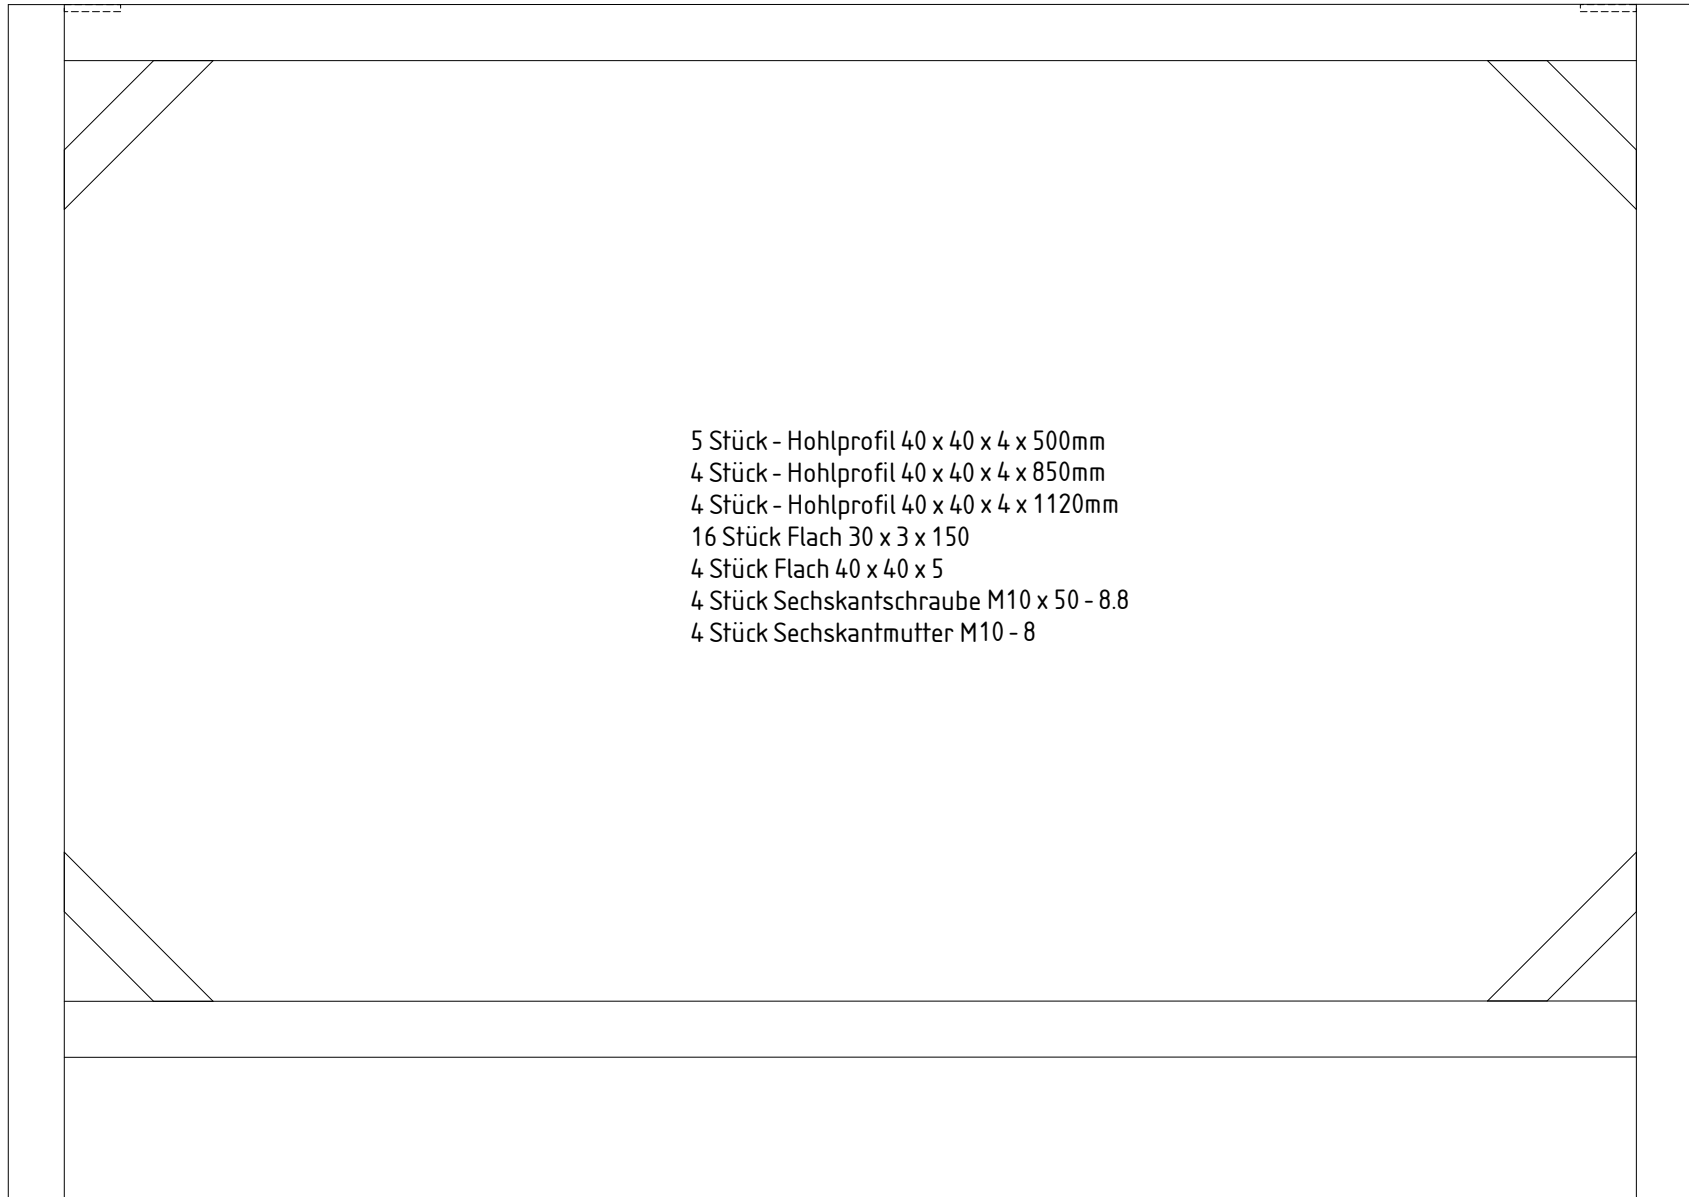 5 Stück - Hohlprofil 40 x 40 x 4 x 500mm
4 Stück - Hohlprofil 40 x 40 x 4 x 850mm
4 Stück - Hohlprofil 40 x 40 x 4 x 1120mm
16 Stück Flach 30 x 3 x 150
4 Stück Flach 40 x 40 x 5
4 Stück Sechskantschraube M10 x 50 - 8.8
4 Stück Sechskantmutter M10 - 8